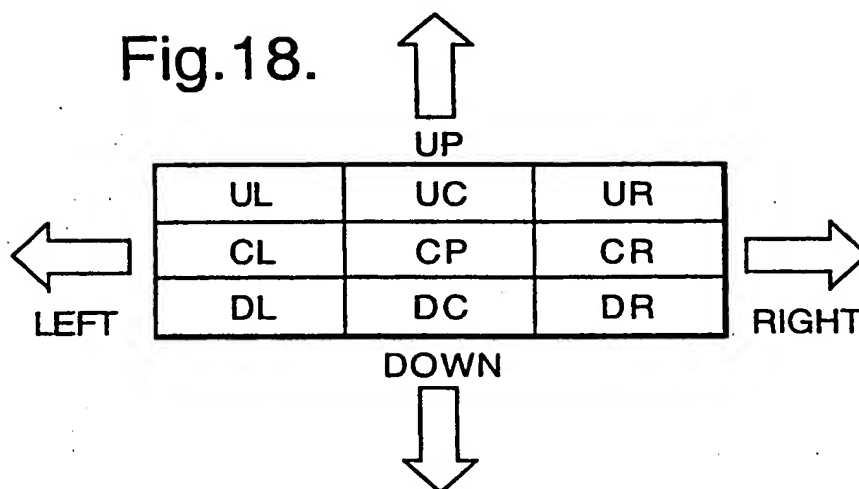 Fig.18.
UP
UL UC UR
CL CP CR
LEFT DL DC DR RIGHT
DOWN